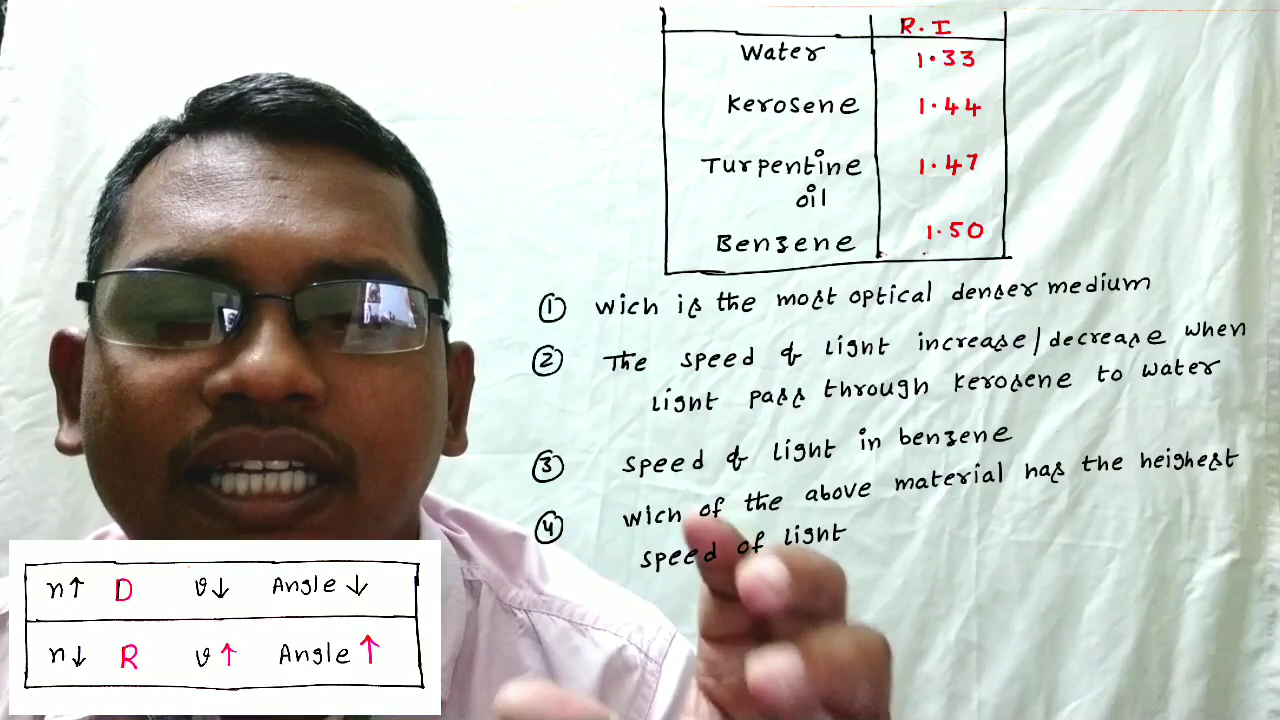 R.I
Water 1.33
Kerosene 1.44
Turpentine 1.47
oil
Benzene 1.50
① wich is the most optical denser medium
② The speed of light increase/decrease when
light pass through kerosene to water
③ speed of light in benzene
④ wich of the above material has the heighest
speed of light
n↑ D v↓ Angle ↓
n↓ R v↑ Angle ↑